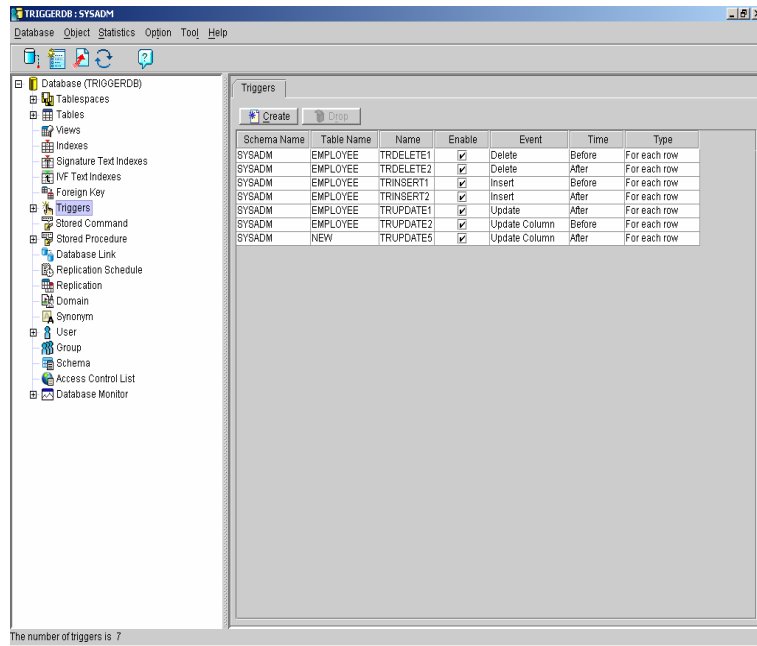 TRIGGERDB : SYSADM
Database Object Statistics Option Tool Help
Database (TRIGGERDB)
Tablespaces
Tables
Views
Indexes
Signature Text Indexes
IVF Text Indexes
Foreign Key
Triggers
Stored Command
Stored Procedure
Database Link
Replication Schedule
Replication
Domain
Synonym
User
Group
Schema
Access Control List
Database Monitor
Triggers
Create Drop
Schema Name Table Name Name Enable Event Time Type
SYSADM EMPLOYEE TRDELETE1 Delete Before For each row
SYSADM EMPLOYEE TRDELETE2 Delete After For each row
SYSADM EMPLOYEE TRINSERT1 Insert Before For each row
SYSADM EMPLOYEE TRINSERT2 Insert After For each row
SYSADM EMPLOYEE TRUPDATE1 Update After For each row
SYSADM EMPLOYEE TRUPDATE2 Update Column Before For each row
SYSADM NEW TRUPDATE5 Update Column After For each row
The number of triggers is 7